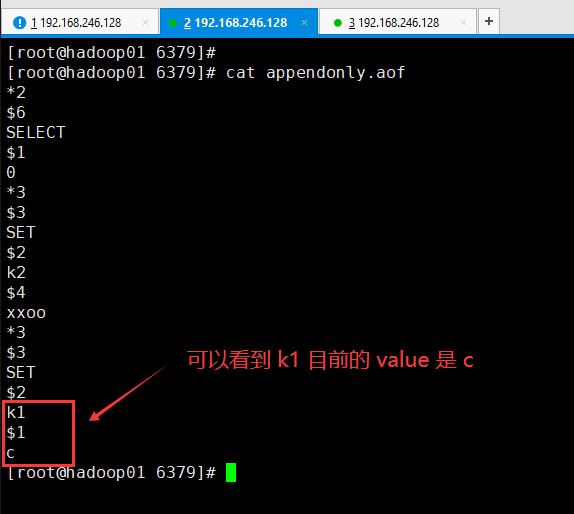 1 192.168.246.128 × 2 192.168.246.128 × 3 192.168.246.128 × +
[root@hadoop01 6379]#
[root@hadoop01 6379]# cat appendonly.aof
*2
$6
SELECT
$1
0
*3
$3
SET
$2
k2
$4
xxoo
*3
$3
SET
$2
k1
$1
c
可以看到 k1 目前的 value 是 c
[root@hadoop01 6379]#